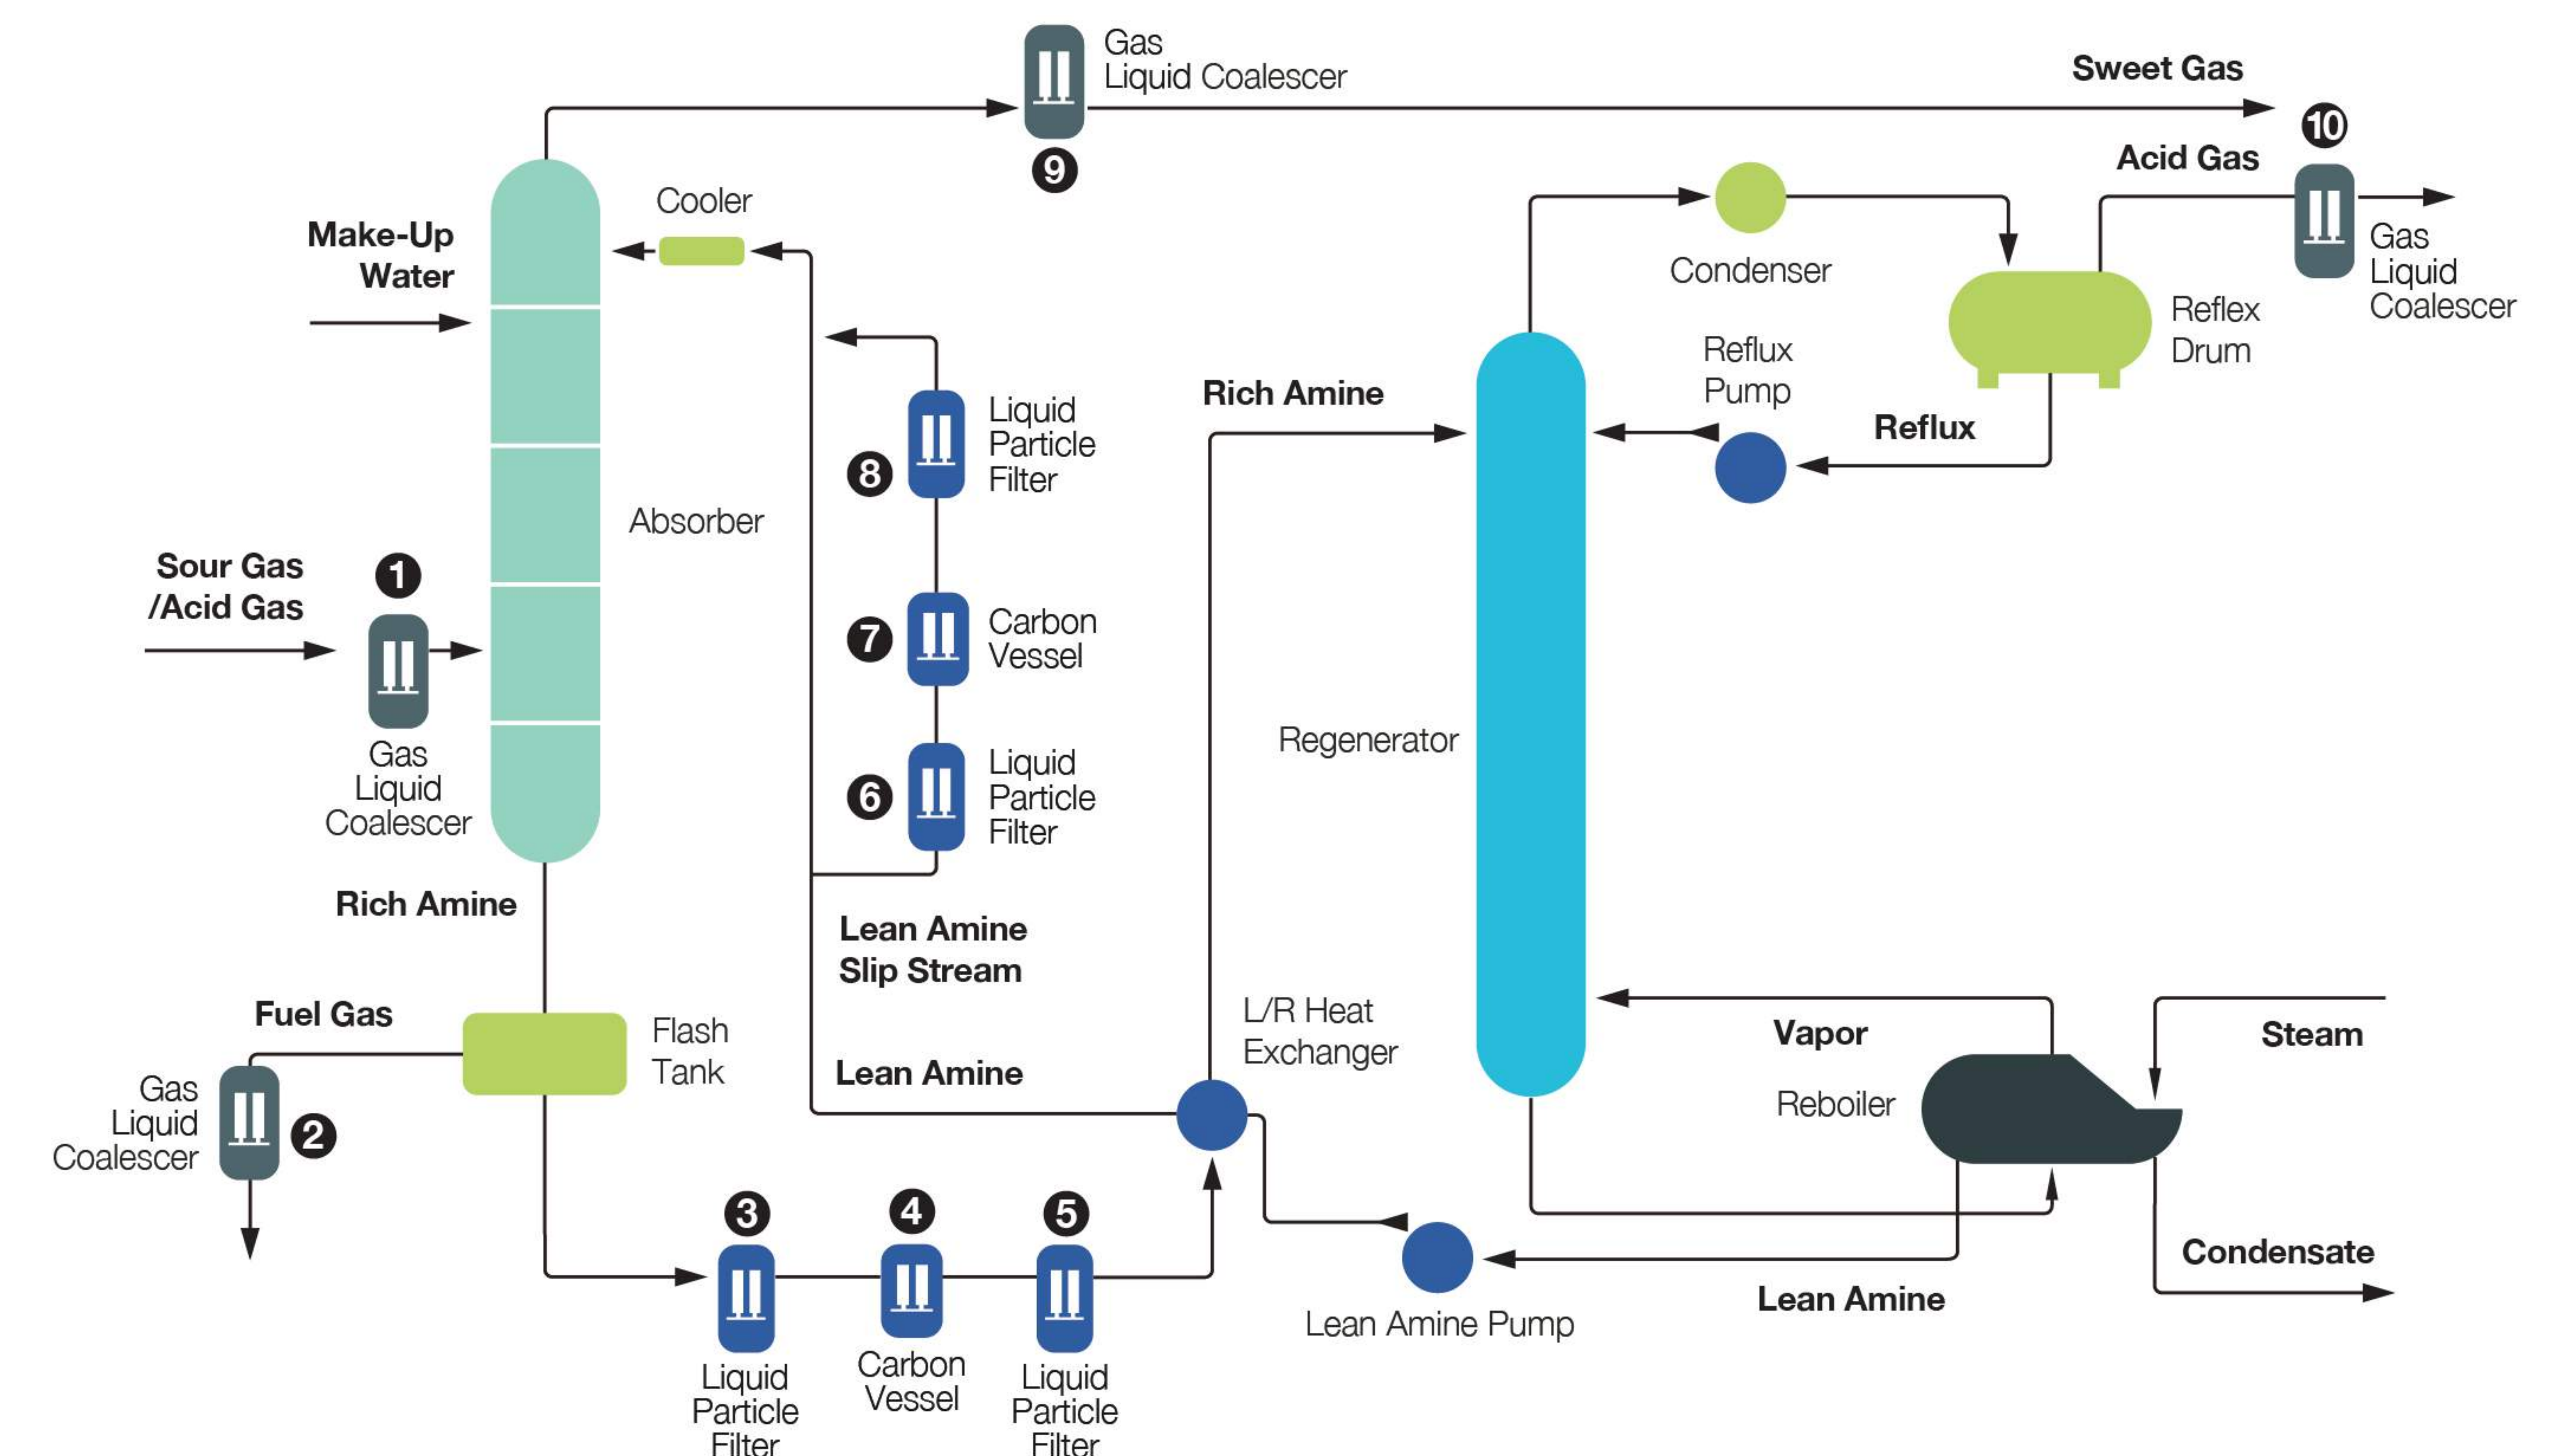 Gas
Liquid Coalescer
9
Sweet Gas
10
Acid Gas
Gas
Liquid
Coalescer
Make-Up
Water
Cooler
Condenser
Reflex
Drum
Reflux
Pump
Reflux
Rich Amine
8
Liquid
Particle
Filter
Absorber
Sour Gas
/Acid Gas
1
Gas
Liquid
Coalescer
7
Carbon
Vessel
6
Liquid
Particle
Filter
Regenerator
Rich Amine
Lean Amine
Slip Stream
Fuel Gas
Flash
Tank
Gas
Liquid
Coalescer
2
Lean Amine
L/R Heat
Exchanger
Vapor
Steam
Reboiler
3
Liquid
Particle
Filter
4
Carbon
Vessel
5
Liquid
Particle
Filter
Lean Amine Pump
Lean Amine
Condensate